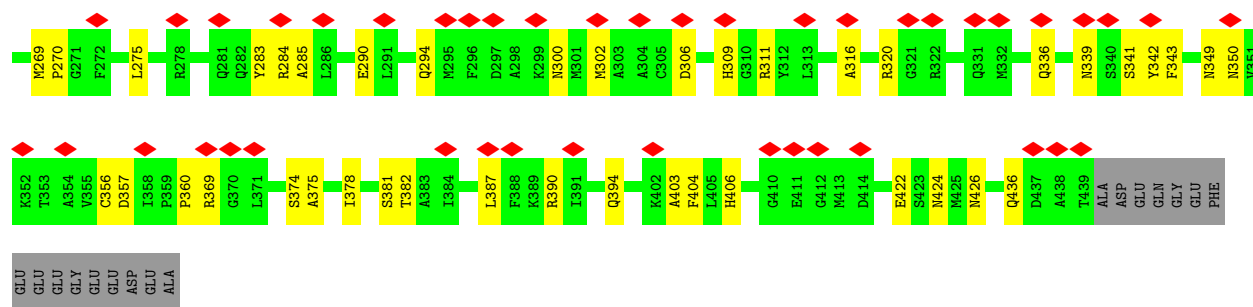 M269 P270 G271 F272 L275 R278 Q281 Q282 Y283 R284 A285 L286 E290 L291 Q294 M295 F296 D297 A298 K299 N300 M301 M302 A303 A304 C305 D306 H309 G310 R311 Y312 L313 A316 R320 G321 R322 Q331 M332 Q336 N339 S340 S341 Y342 F343 N349 N350 V351
K352 T353 A354 V355 C356 D357 I358 P359 P360 R369 G370 L371 S374 A375 I378 S381 T382 A383 I384 L387 F388 K389 R390 I391 Q394 K402 A403 F404 L405 H406 G410 E411 G412 M413 D414 E422 S423 N424 M425 N426 Q436 D437 A438 T439 ALA ASP GLU GLN GLY GLU PHE
GLU GLU GLU GLY GLU GLU ASP GLU ALA